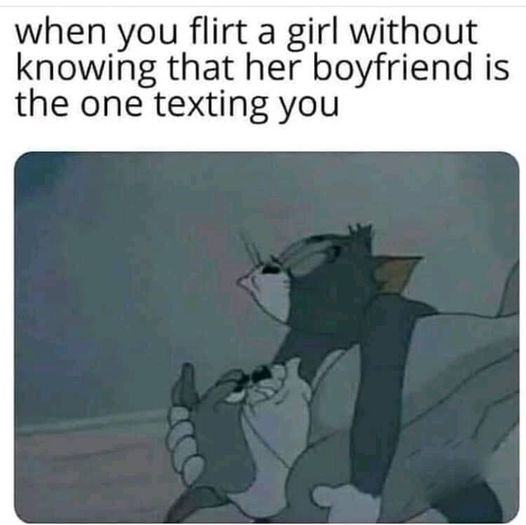 when you flirt a girl without
knowing that her boyfriend is
the one texting you